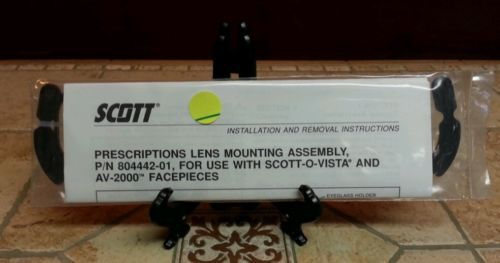 SCOTT®
INSTALLATION AND REMOVAL INSTRUCTIONS
PRESCRIPTIONS LENS MOUNTING ASSEMBLY,
P/N 804442-01, FOR USE WITH SCOTT-O-VISTA® AND
AV-2000™ FACEPIECES
EYEGLASS HOLDER